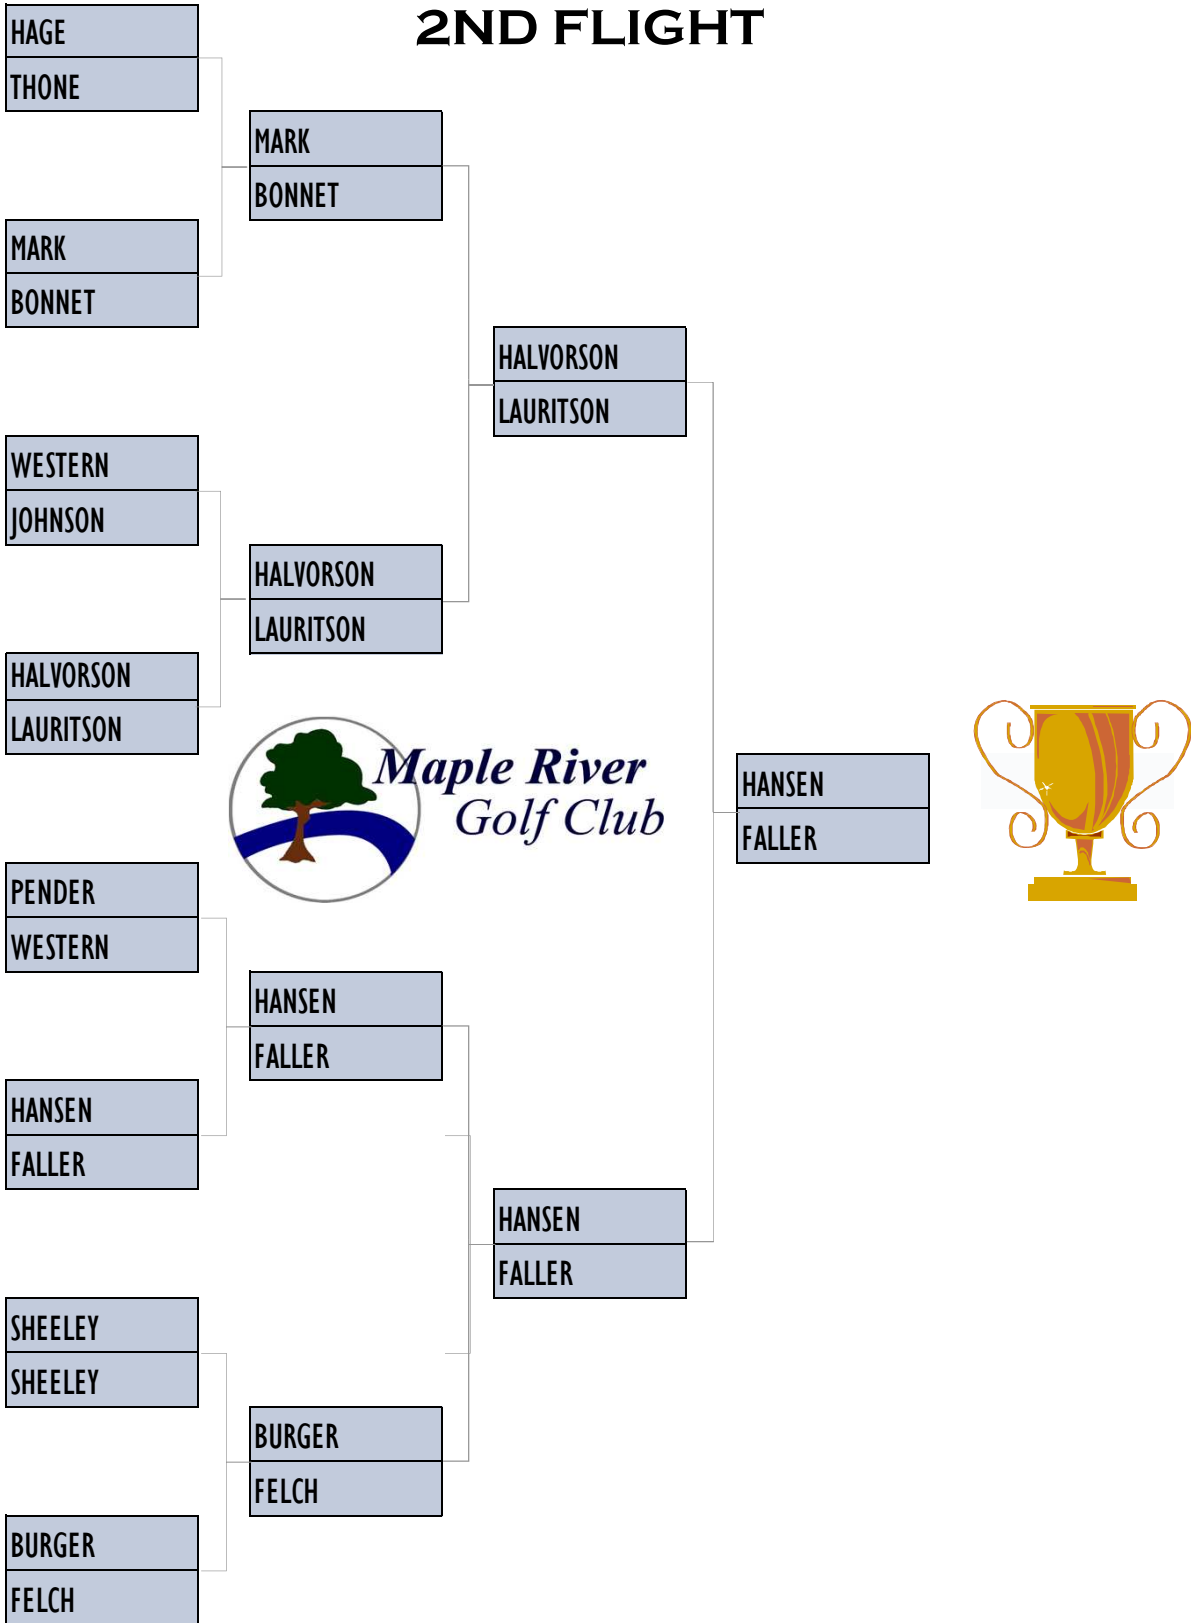 2ND FLIGHT
HAGE
THONE
MARK
BONNET
MARK
BONNET
HALVORSON
LAURITSON
WESTERN
JOHNSON
HALVORSON
LAURITSON
HALVORSON
LAURITSON
Maple River
Golf Club
HANSEN
FALLER
PENDER
WESTERN
HANSEN
FALLER
HANSEN
FALLER
HANSEN
FALLER
SHEELEY
SHEELEY
BURGER
FELCH
BURGER
FELCH